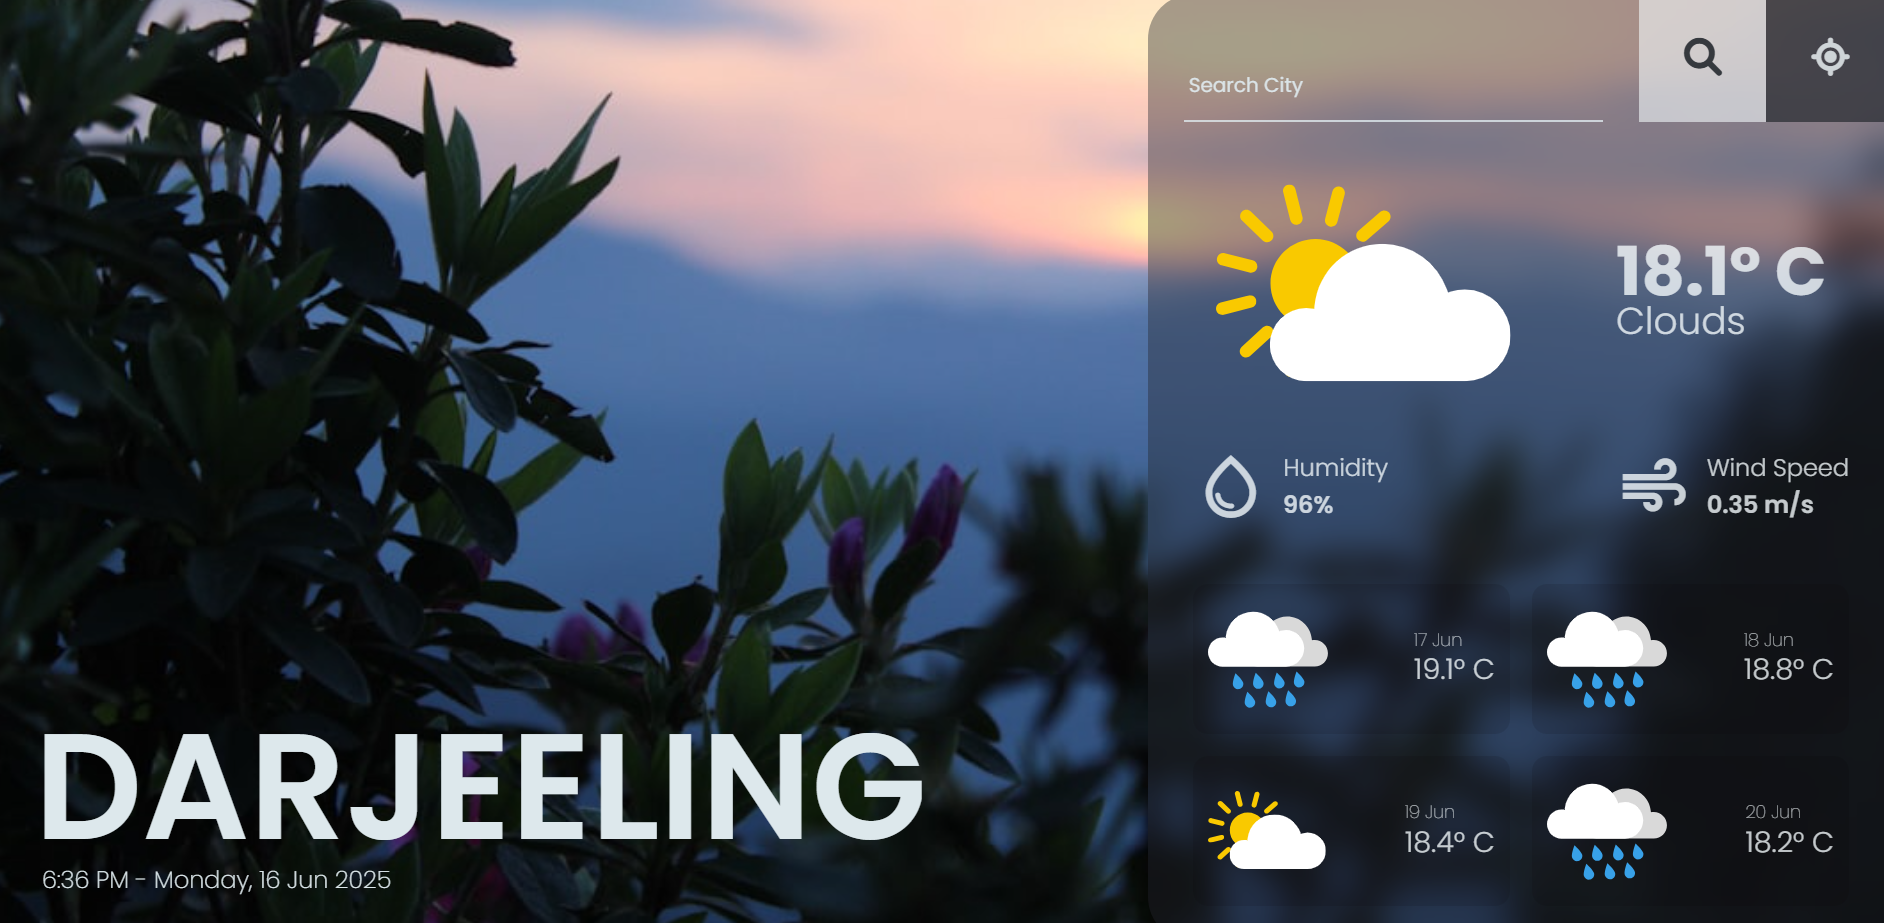 Search City
18.1° C
Clouds
Humidity
96%
Wind Speed
0.35 m/s
17 Jun
19.1° C
18 Jun
18.8° C
19 Jun
18.4° C
20 Jun
18.2° C
DARJEELING
6:36 PM - Monday, 16 Jun 2025